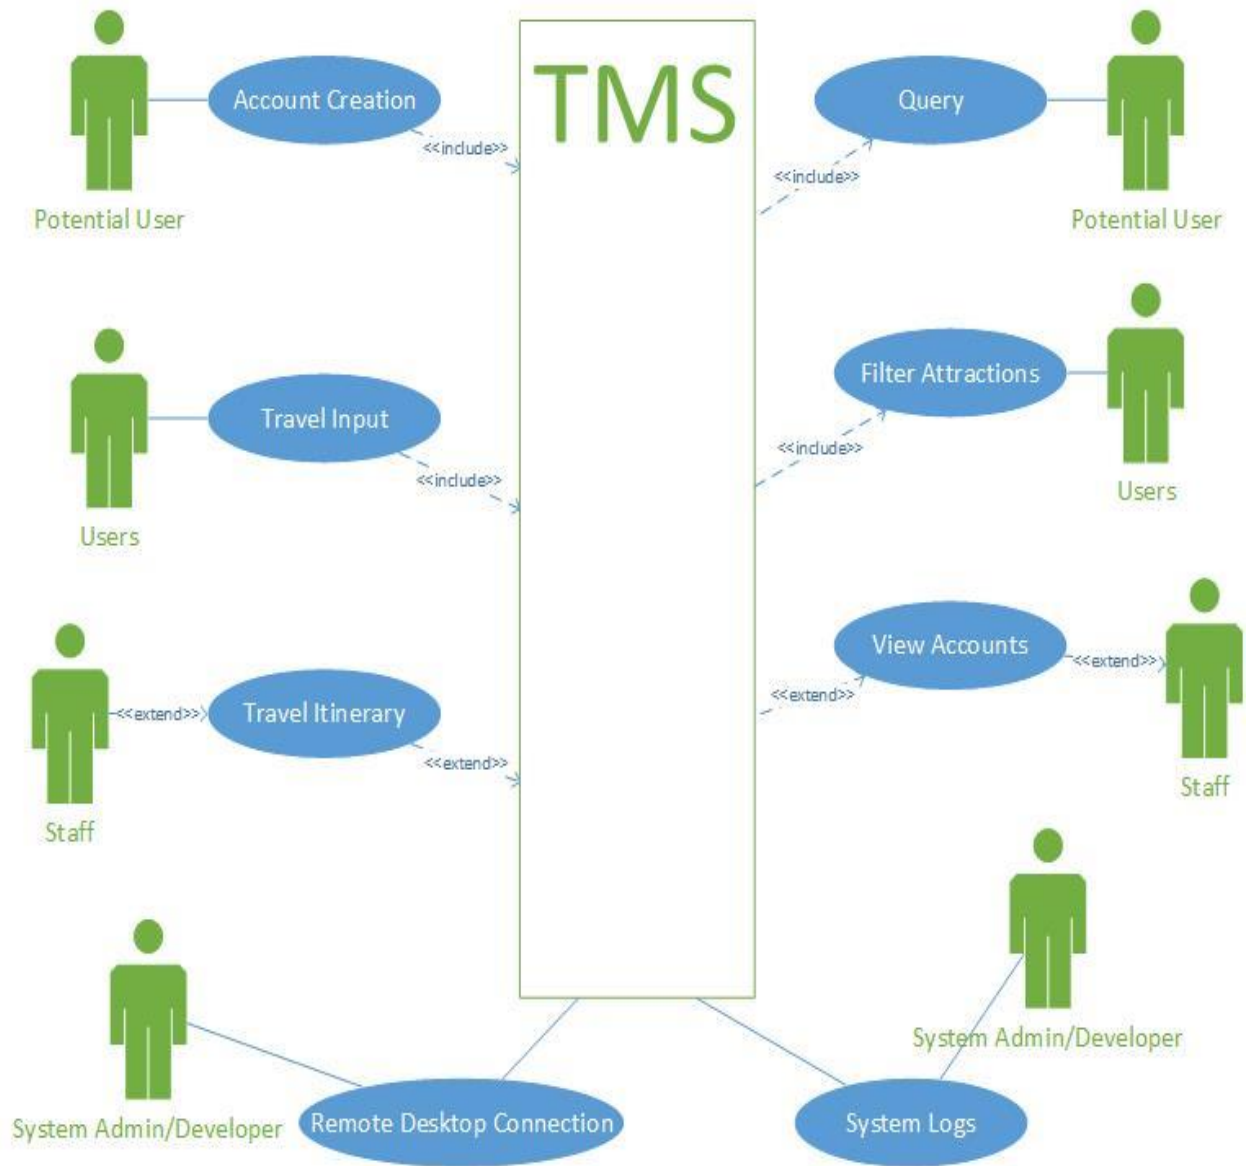 TMS
Account Creation
Query
<<include>>
<<include>>
Potential User
Potential User
Filter Attractions
Travel Input
<<include>>
<<include>>
Users
Users
View Accounts
<<extend>>
<<extend>>
Travel Itinerary
<<extend>>
<<extend>>
Staff
Staff
System Admin/Developer
Remote Desktop Connection
System Logs
System Admin/Developer